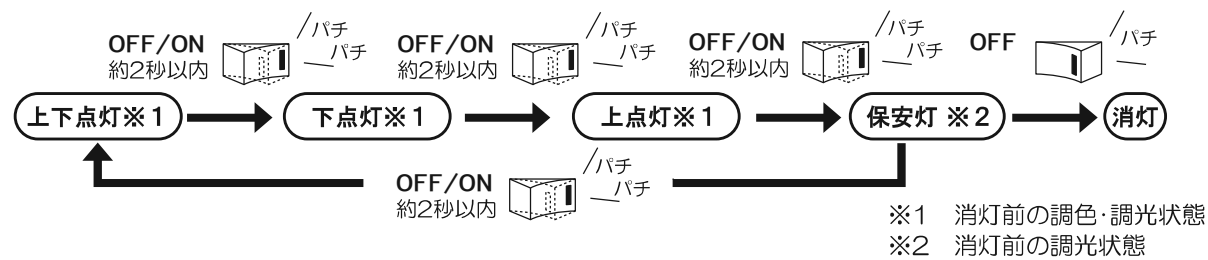 OFF/ON
約2秒以内
パチ
パチ
OFF/ON
約2秒以内
パチ
パチ
OFF/ON
約2秒以内
パチ
パチ
OFF
パチ
上下点灯※1
下点灯※1
上点灯※1
保安灯 ※2
消灯
OFF/ON
約2秒以内
パチ
パチ
※1 消灯前の調色・調光状態
※2 消灯前の調光状態